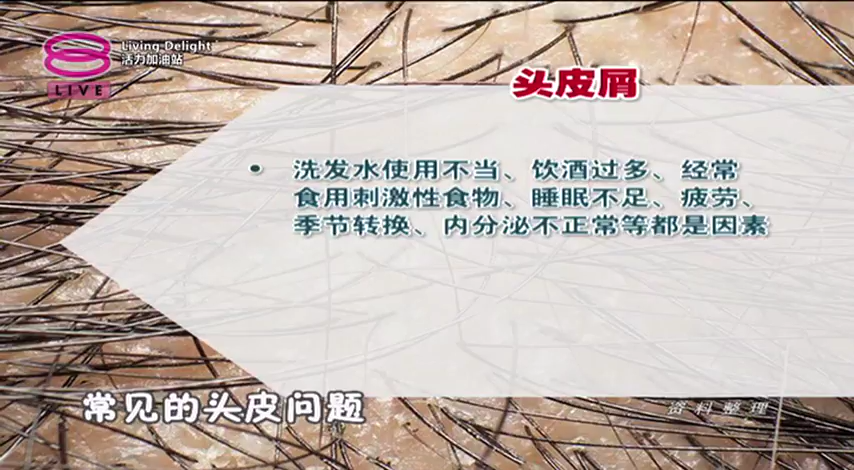 Living Delight
活力加油站
LIVE
头皮屑
• 洗发水使用不当、饮酒过多、经常
食用刺激性食物、睡眠不足、疲劳、
季节转换、内分泌不正常等都是因素
常见的头皮问题
资料整理